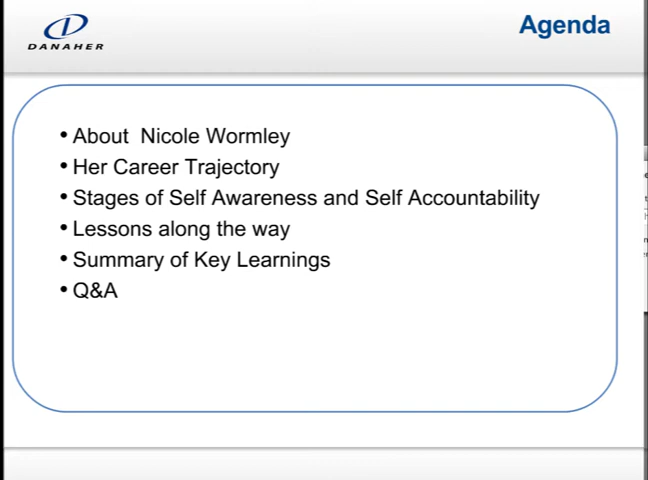 DANAHER
Agenda
• About  Nicole Wormley
• Her Career Trajectory
• Stages of Self Awareness and Self Accountability
• Lessons along the way
• Summary of Key Learnings
• Q&A